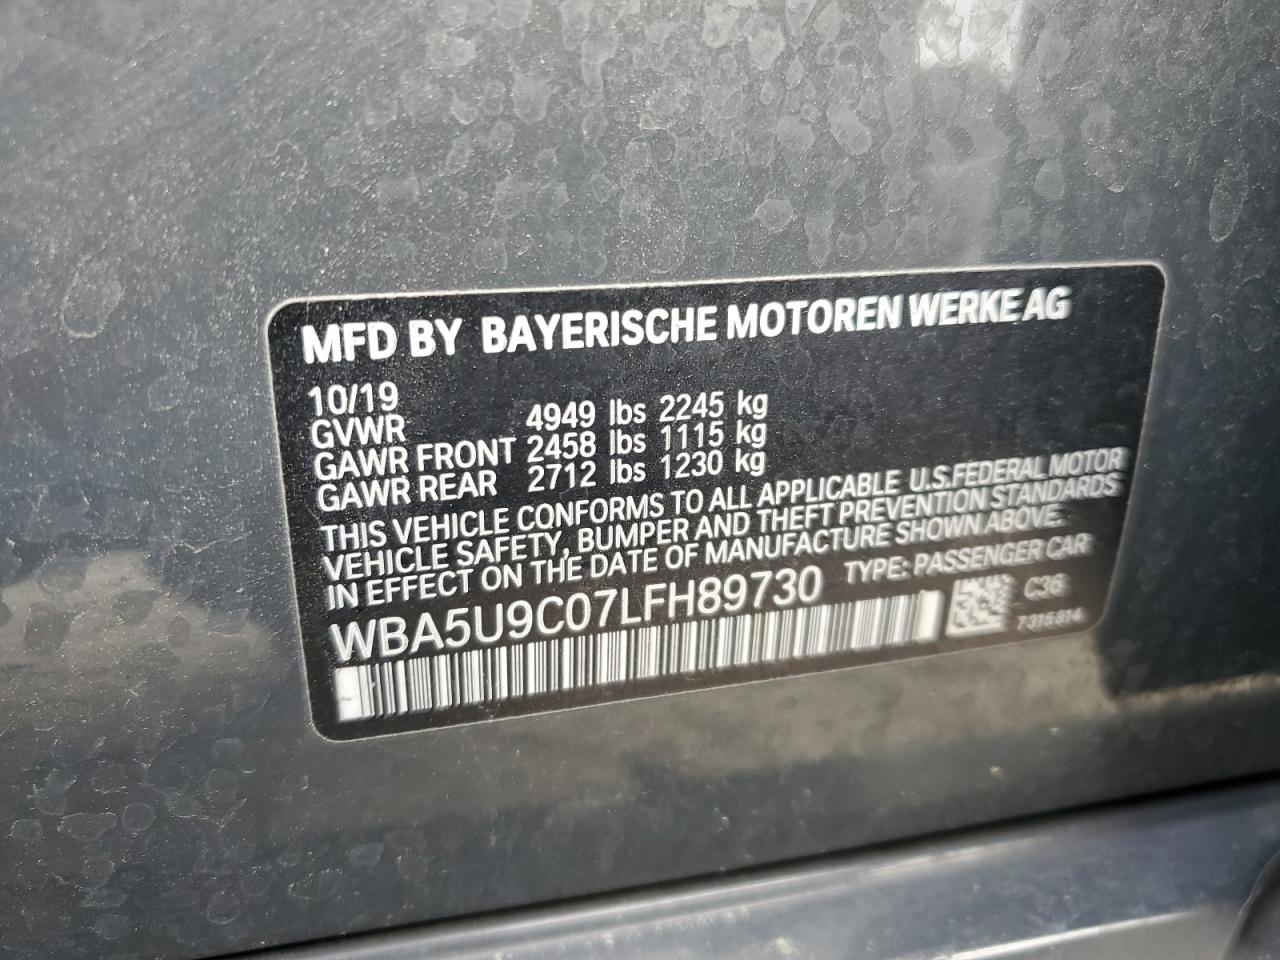 MFD BY BAYERISCHE MOTOREN WERKE AG
10/19
GVWR 4949 lbs 2245 kg
GAWR FRONT 2458 lbs 1115 kg
GAWR REAR 2712 lbs 1230 kg
THIS VEHICLE CONFORMS TO ALL APPLICABLE U.S.FEDERAL MOTOR
VEHICLE SAFETY, BUMPER AND THEFT PREVENTION STANDARDS
IN EFFECT ON THE DATE OF MANUFACTURE SHOWN ABOVE.
WBA5U9C07LFH89730 TYPE: PASSENGER CAR
C36
7315814